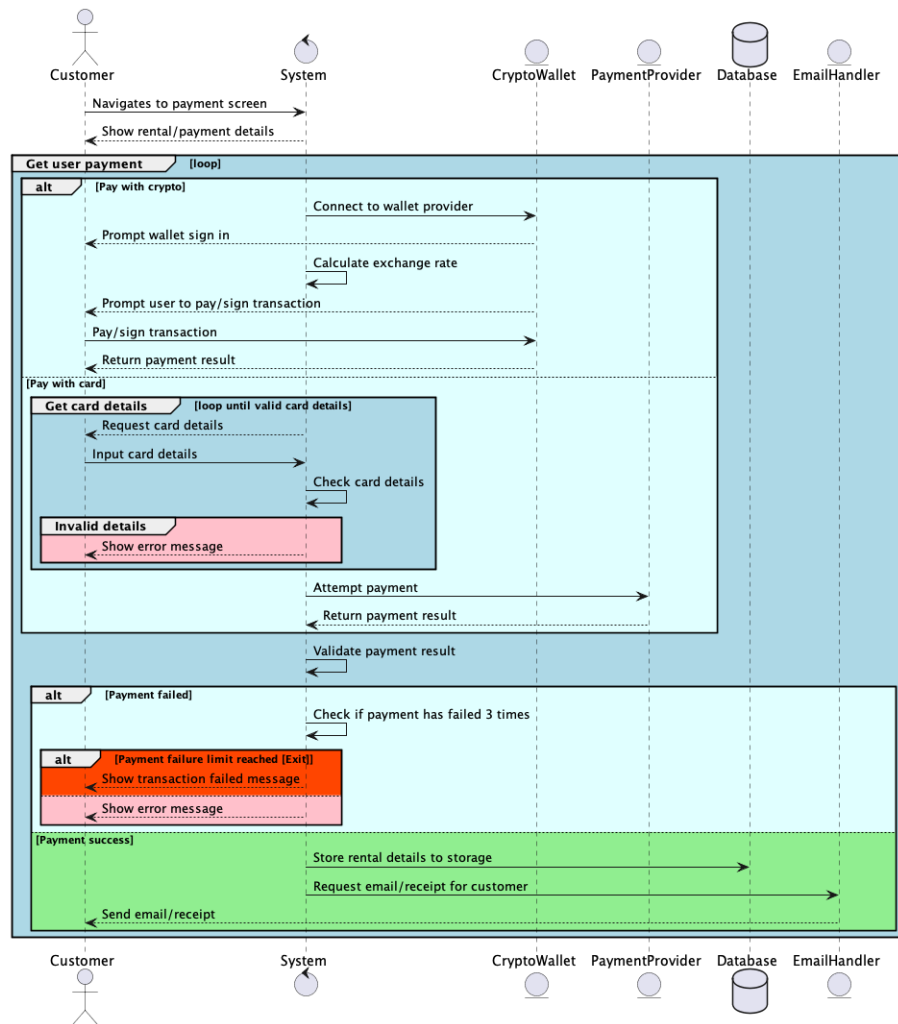 Customer System CryptoWallet PaymentProvider Database EmailHandler
Navigates to payment screen
Show rental/payment details
Get user payment [loop]
alt [Pay with crypto]
Connect to wallet provider
Prompt wallet sign in
Calculate exchange rate
Prompt user to pay/sign transaction
Pay/sign transaction
Return payment result
[Pay with card]
Get card details [loop until valid card details]
Request card details
Input card details
Check card details
Invalid details
Show error message
Attempt payment
Return payment result
Validate payment result
alt [Payment failed]
Check if payment has failed 3 times
alt [Payment failure limit reached [Exit]]
Show transaction failed message
Show error message
[Payment success]
Store rental details to storage
Request email/receipt for customer
Send email/receipt
Customer System CryptoWallet PaymentProvider Database EmailHandler